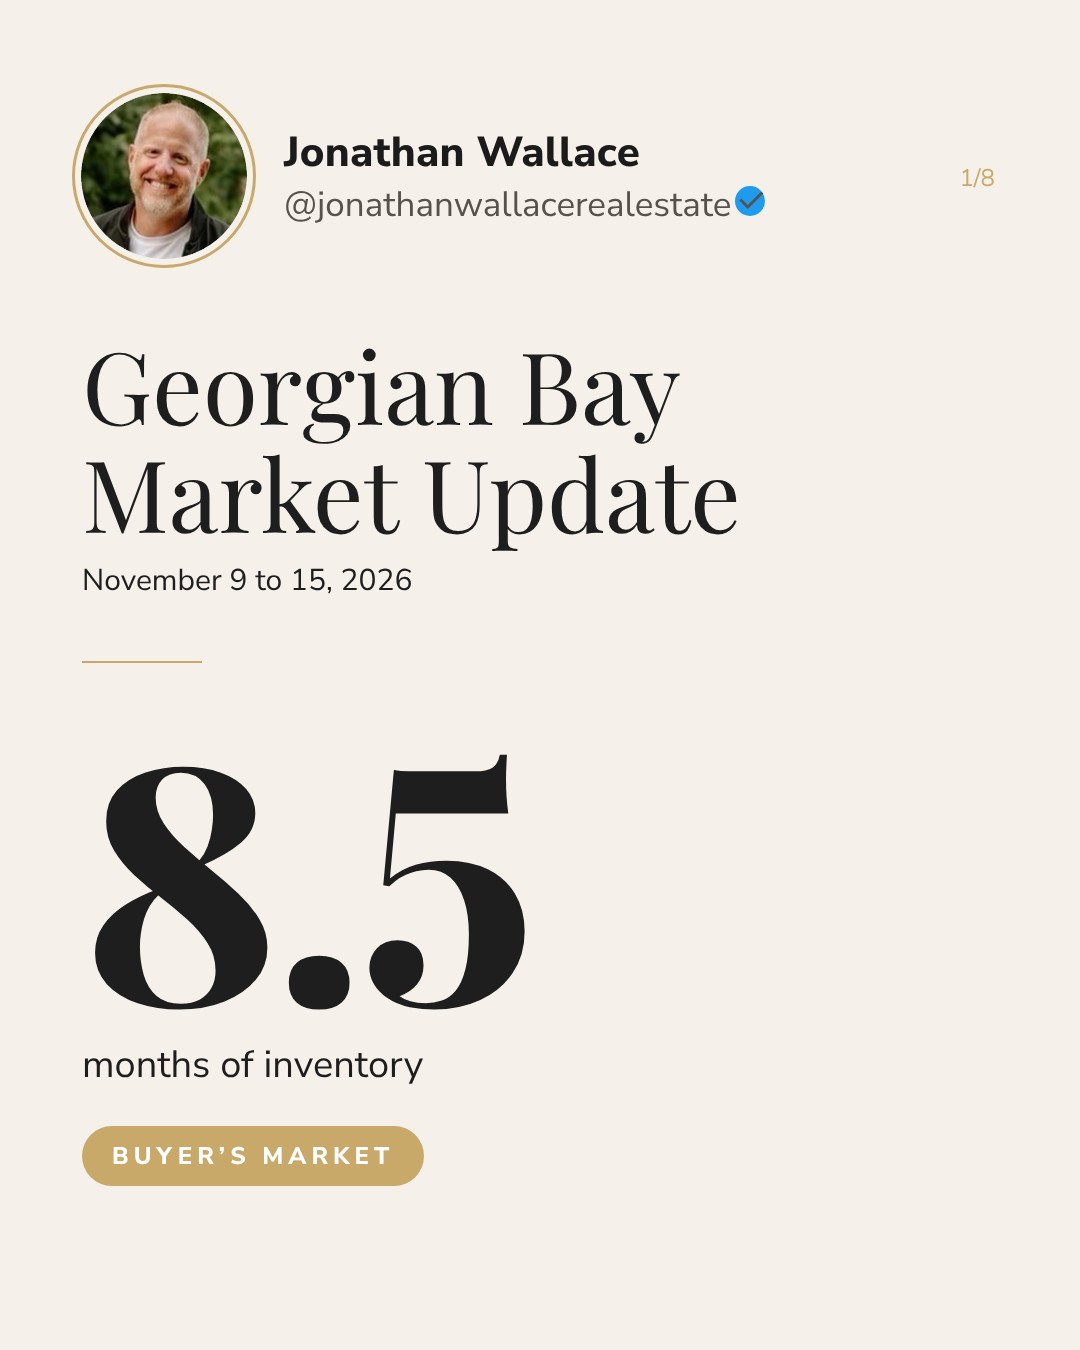 Jonathan Wallace
@jonathanwallacerealestate
1/8
Georgian Bay
Market Update
November 9 to 15, 2026
8.5
months of inventory
BUYER’S MARKET